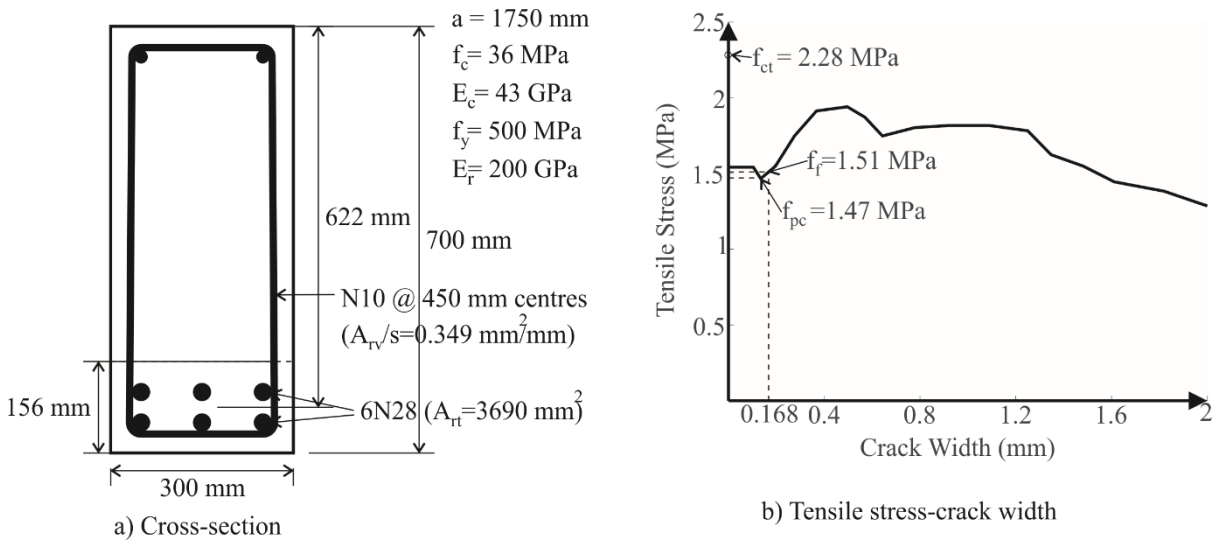 a = 1750 mm
f_c= 36 MPa
E_c= 43 GPa
f_y= 500 MPa
E_r= 200 GPa
622 mm
700 mm
N10 @ 450 mm centres
(A_rv/s=0.349 mm²/mm)
156 mm
6N28 (A_rt=3690 mm²)
300 mm
a) Cross-section
Tensile Stress (MPa)
2.5
2
1.5
1
0.5
f_ct = 2.28 MPa
f_f=1.51 MPa
f_pc=1.47 MPa
0.168
0.4
0.8
1.2
1.6
2
Crack Width (mm)
b) Tensile stress-crack width